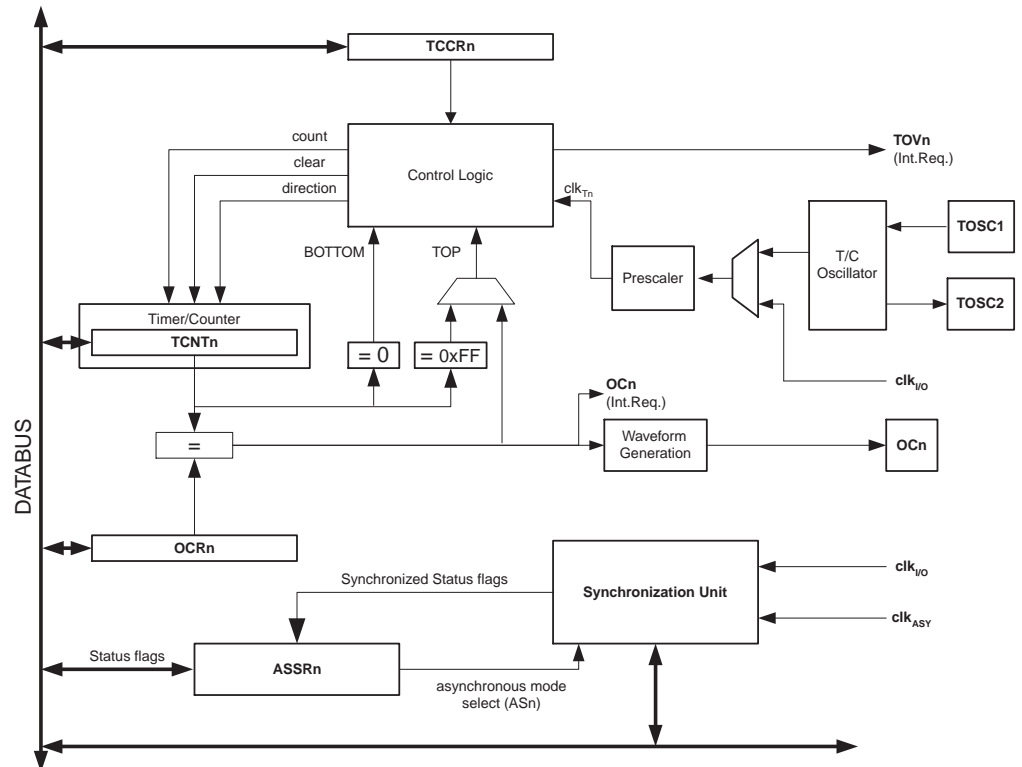 TCCRn
count
clear
direction
Control Logic
TOVn
(Int.Req.)
clkTn
BOTTOM
TOP
Prescaler
T/C
Oscillator
TOSC1
TOSC2
Timer/Counter
TCNTn
= 0
= 0xFF
clkI/O
OCn
(Int.Req.)
=
Waveform
Generation
OCn
DATABUS
OCRn
Synchronized Status flags
Synchronization Unit
clkI/O
clkASY
Status flags
ASSRn
asynchronous mode
select (ASn)